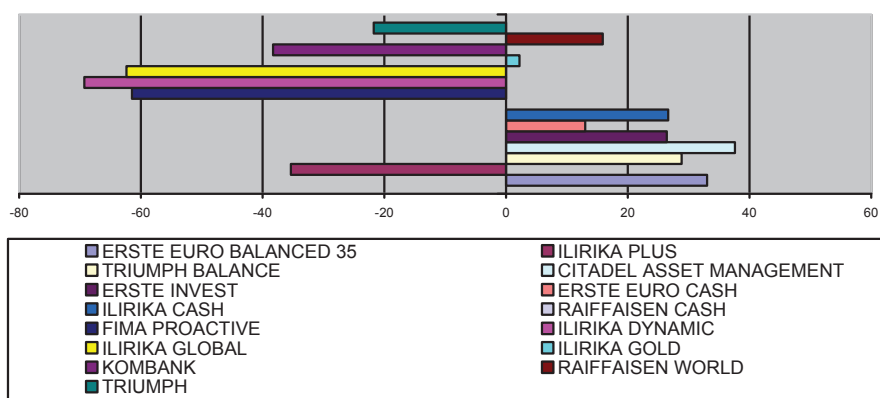 -80 -60 -40 -20 0 20 40 60
ERSTE EURO BALANCED 35 ILIRIKA PLUS
TRIUMPH BALANCE CITADEL ASSET MANAGEMENT
ERSTE INVEST ERSTE EURO CASH
ILIRIKA CASH RAIFFAISEN CASH
FIMA PROACTIVE ILIRIKA DYNAMIC
ILIRIKA GLOBAL ILIRIKA GOLD
KOMBANK RAIFFAISEN WORLD
TRIUMPH